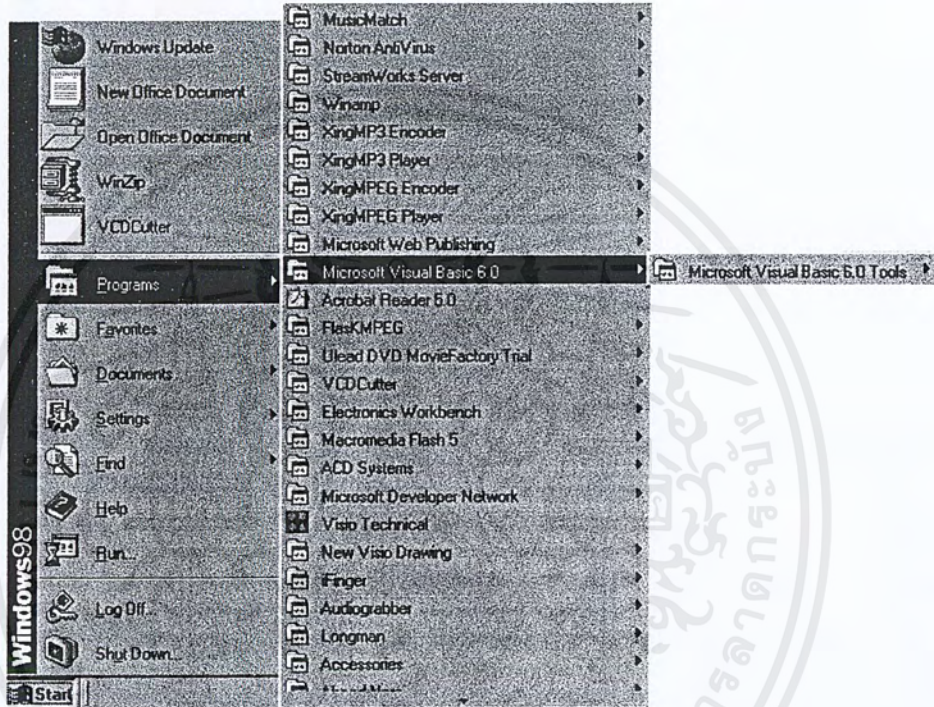 Windows Update
New Office Document
Open Office Document
WinZip
VCDCutter
Programs
Favorites
Documents
Settings
Find
Help
Run...
Log Off...
Shut Down...
Windows98
Start
MusicMatch
Norton AntiVirus
StreamWorks Server
Winamp
XingMP3 Encoder
XingMP3 Player
XingMPEG Encoder
XingMPEG Player
Microsoft Web Publishing
Microsoft Visual Basic 6.0
Acrobat Reader 5.0
FlasKMPEG
Ulead DVD MovieFactory Trial
VCDCutter
Electronics Workbench
Macromedia Flash 5
ACD Systems
Microsoft Developer Network
Visio Technical
New Visio Drawing
iFinger
Audiograbber
Longman
Accessories
Microsoft Visual Basic 6.0 Tools